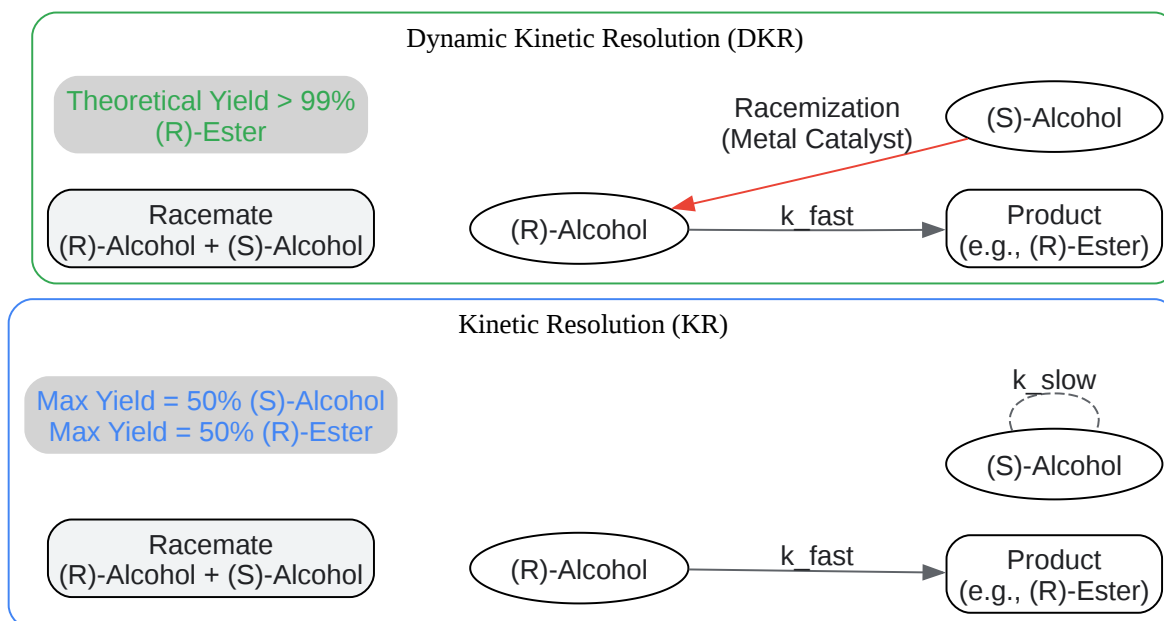 Dynamic Kinetic Resolution (DKR)
Theoretical Yield > 99%
(R)-Ester
Racemization
(Metal Catalyst)
(S)-Alcohol
Racemate
(R)-Alcohol + (S)-Alcohol
(R)-Alcohol
k_fast
Product
(e.g., (R)-Ester)
Kinetic Resolution (KR)
Max Yield = 50% (S)-Alcohol
Max Yield = 50% (R)-Ester
k_slow
(S)-Alcohol
Racemate
(R)-Alcohol + (S)-Alcohol
(R)-Alcohol
k_fast
Product
(e.g., (R)-Ester)